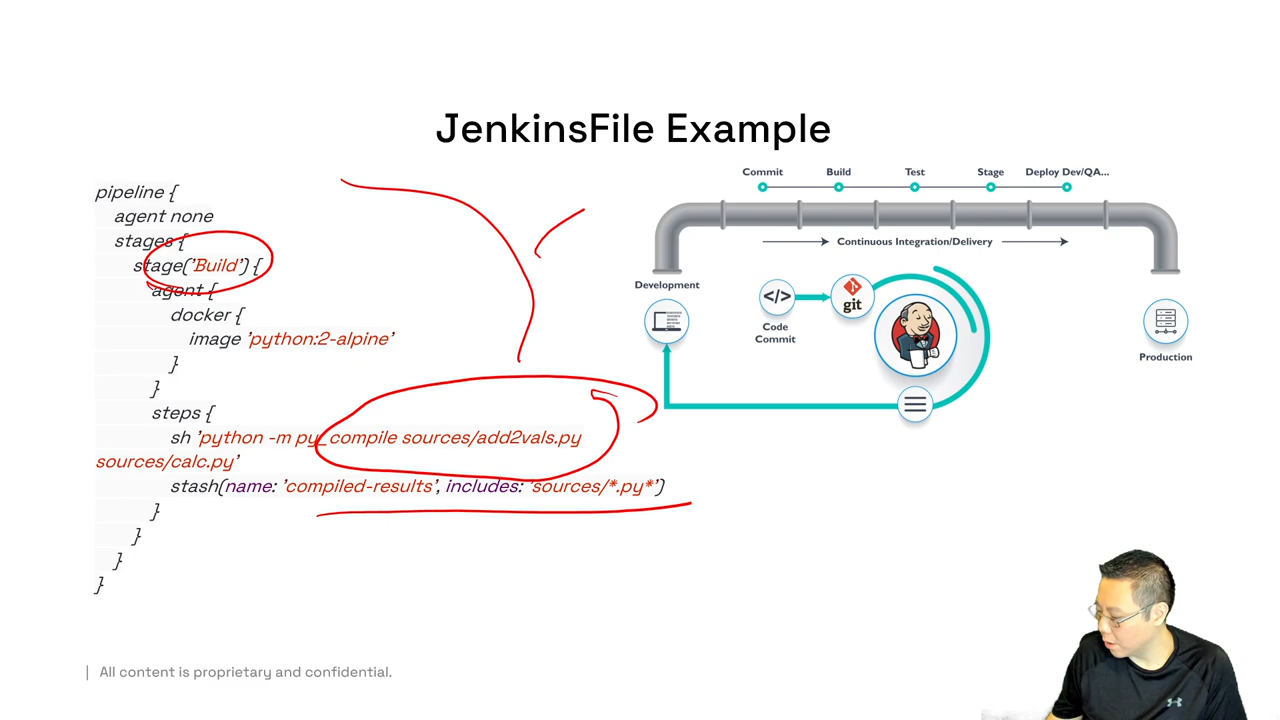 JenkinsFile Example
pipeline {
agent none
stages {
stage('Build') {
agent {
docker {
image 'python:2-alpine'
}
}
steps {
sh 'python -m py_compile sources/add2vals.py
sources/calc.py'
stash(name: 'compiled-results', includes: 'sources/*.py*')
}
}
}
}
Commit
Build
Test
Stage
Deploy Dev/QA...
Continuous Integration/Delivery
Development
</>
git
Code
Commit
Production
| All content is proprietary and confidential.